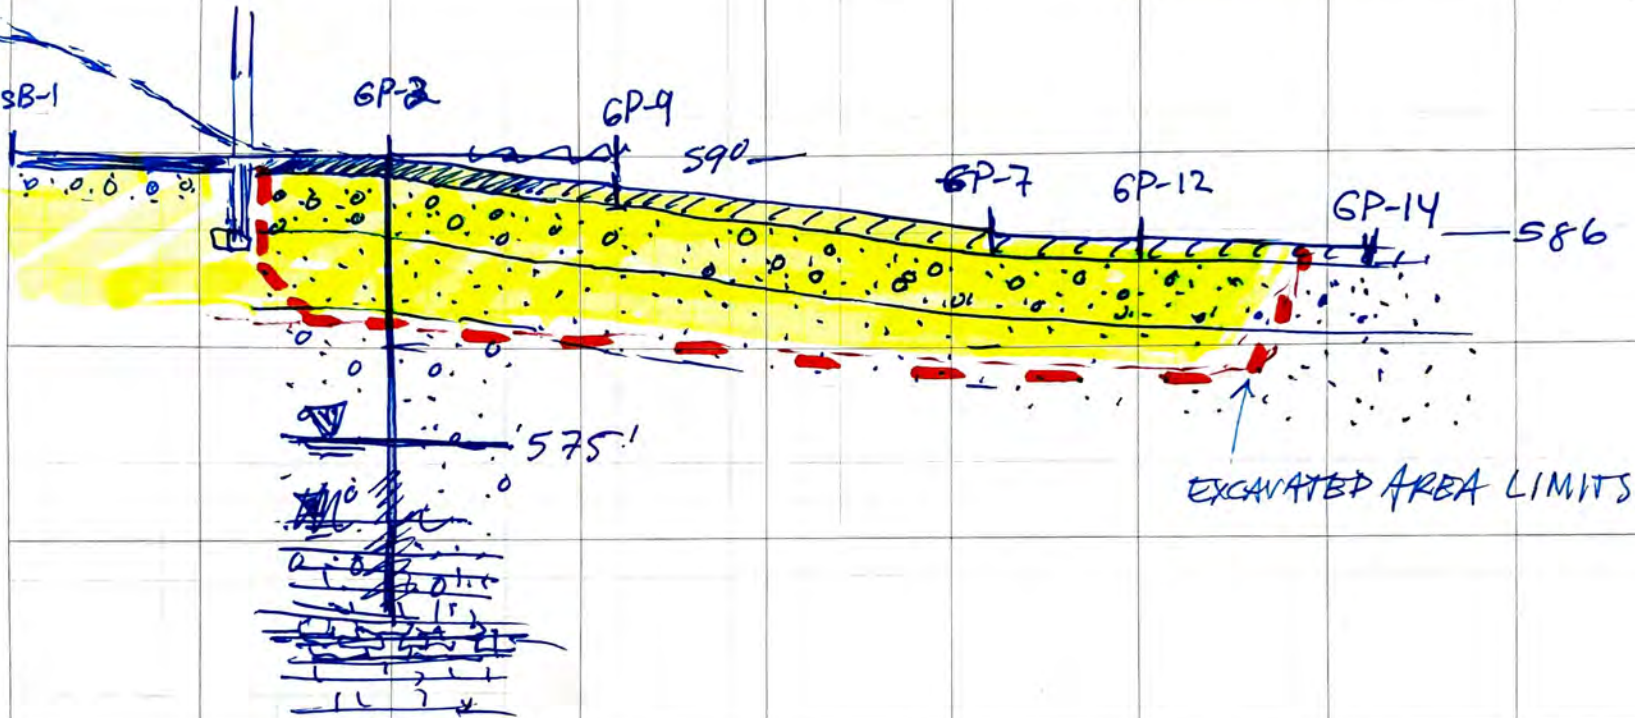 SB-1
GP-2
GP-9
590
GP-7
GP-12
GP-14
586
575'
EXCAVATED AREA LIMITS